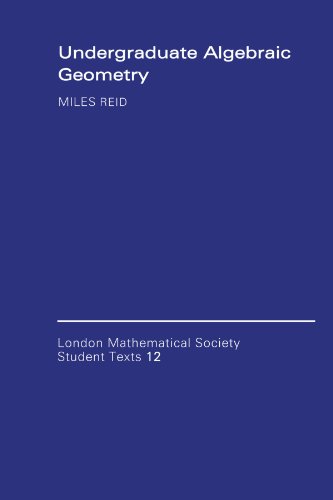 Undergraduate Algebraic
Geometry
MILES REID
London Mathematical Society
Student Texts 12